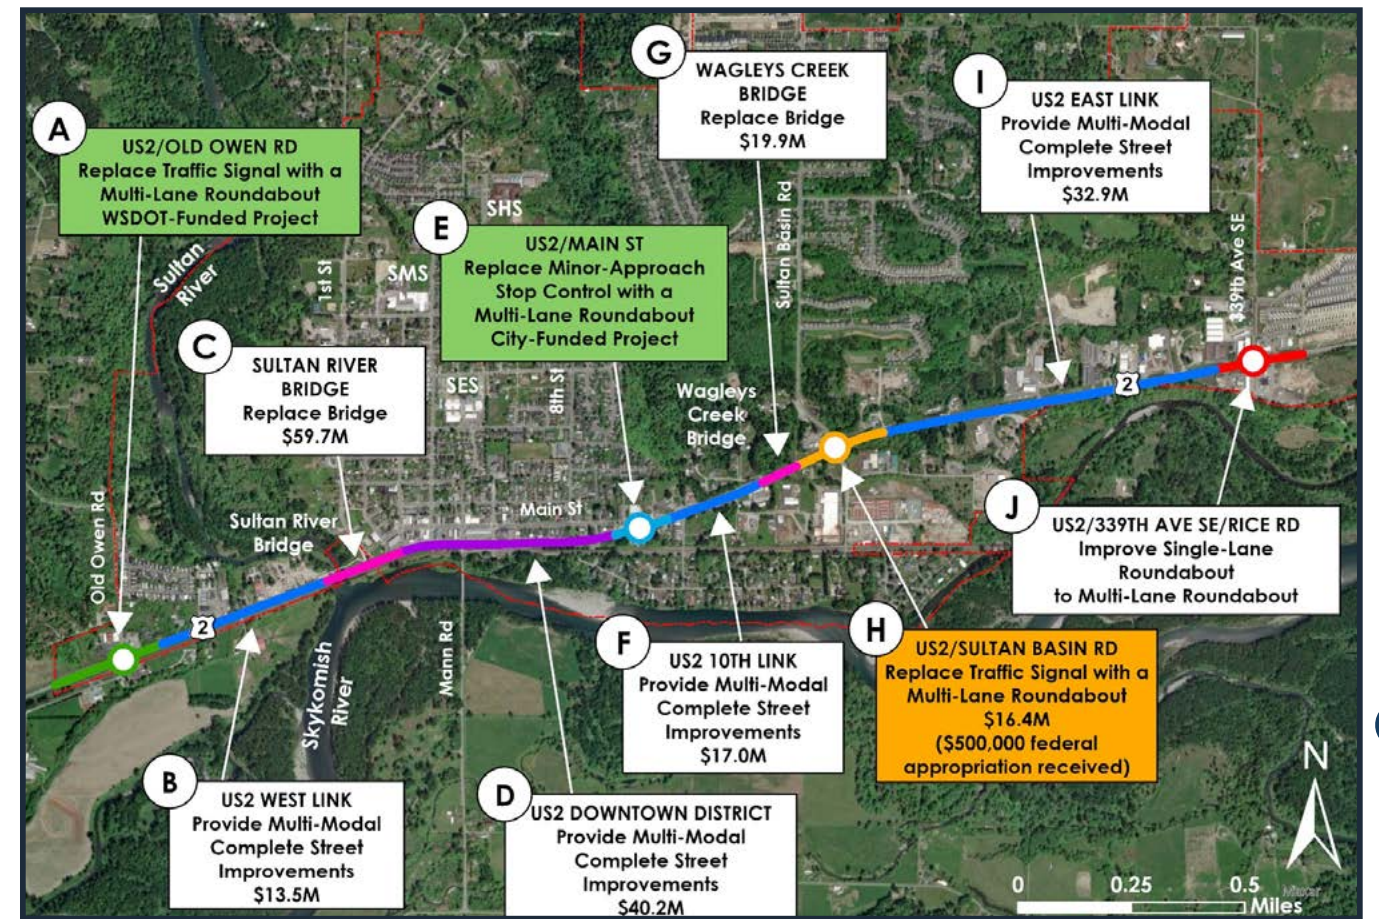 A
US2/OLD OWEN RD
Replace Traffic Signal with a
Multi-Lane Roundabout
WSDOT-Funded Project
B
US2 WEST LINK
Provide Multi-Modal
Complete Street
Improvements
$13.5M
C
SULTAN RIVER
BRIDGE
Replace Bridge
$59.7M
D
US2 DOWNTOWN DISTRICT
Provide Multi-Modal
Complete Street
Improvements
$40.2M
E
US2/MAIN ST
Replace Minor-Approach
Stop Control with a
Multi-Lane Roundabout
City-Funded Project
F
US2 10TH LINK
Provide Multi-Modal
Complete Street
Improvements
$17.0M
G
WAGLEYS CREEK
BRIDGE
Replace Bridge
$19.9M
H
US2/SULTAN BASIN RD
Replace Traffic Signal with a
Multi-Lane Roundabout
$16.4M
($500,000 federal
appropriation received)
I
US2 EAST LINK
Provide Multi-Modal
Complete Street
Improvements
$32.9M
J
US2/339TH AVE SE/RICE RD
Improve Single-Lane
Roundabout
to Multi-Lane Roundabout
Sultan
River
1st St
SMS
SHS
SES
8th St
Sultan Basin Rd
339th Ave SE
Wagleys
Creek
Bridge
Main St
Sultan River
Bridge
Old Owen Rd
2
2
Skykomish
River
Mann Rd
N
0 0.25 0.5
Miles
Maxar